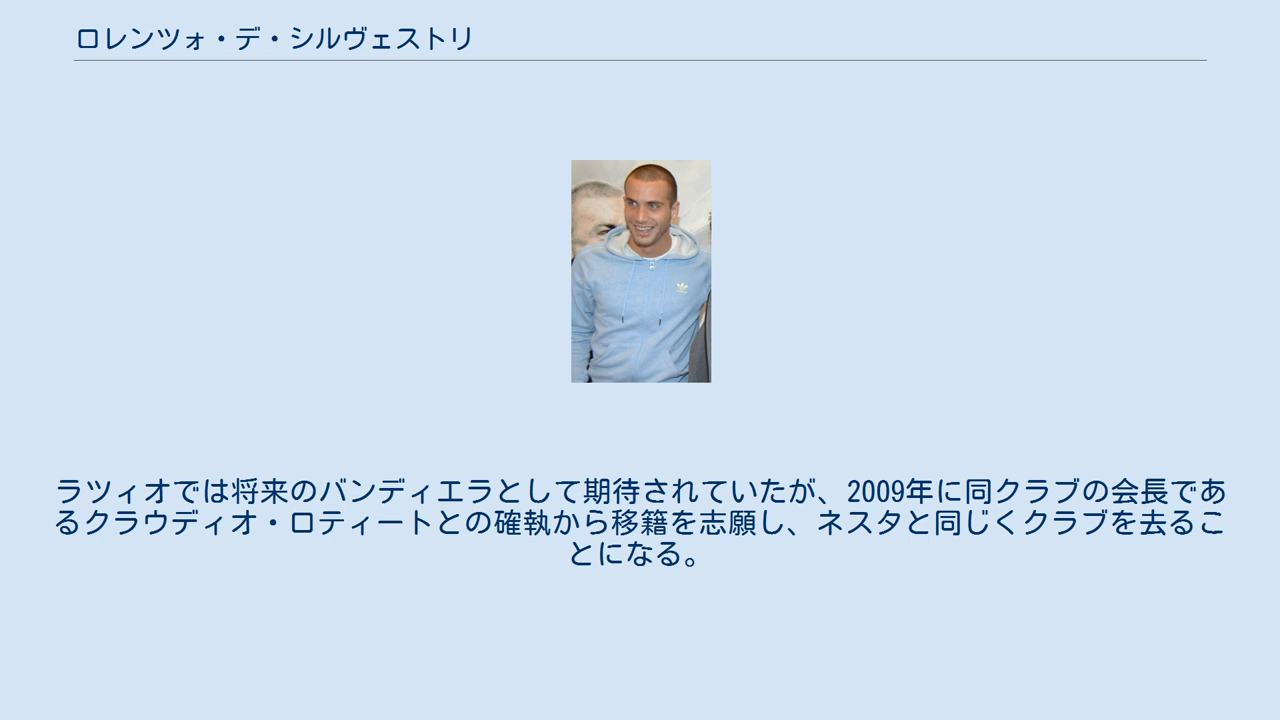 ロレンツォ・デ・シルヴェストリ
ラツィオでは将来のバンディエラとして期待されていたが、2009年に同クラブの会長であ
るクラウディオ・ロティートとの確執から移籍を志願し、ネスタと同じくクラブを去るこ
とになる。